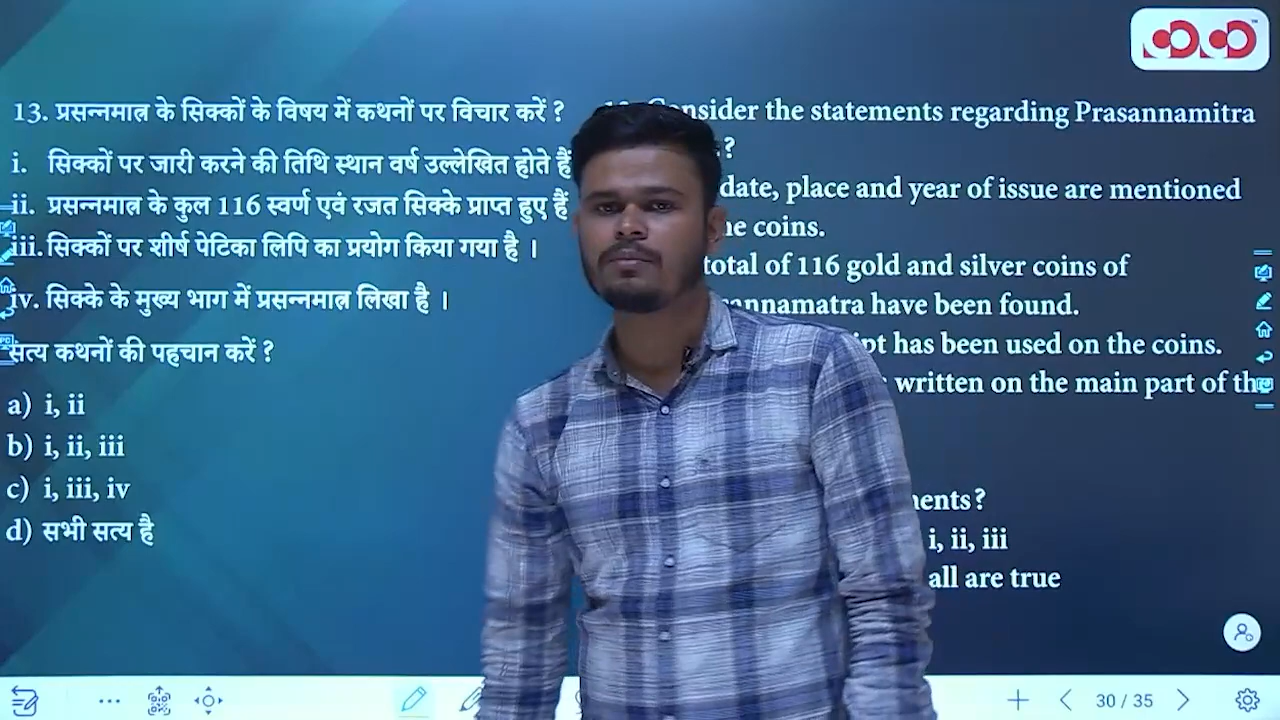 13. प्रसन्नमात्र के सिक्कों के विषय में कथनों पर विचार करें ?
i. सिक्कों पर जारी करने की तिथि स्थान वर्ष उल्लेखित होते हैं
ii. प्रसन्नमात्र के कुल 116 स्वर्ण एवं रजत सिक्के प्राप्त हुए हैं
iii. सिक्कों पर शीर्ष पेटिका लिपि का प्रयोग किया गया है ।
iv. सिक्के के मुख्य भाग में प्रसन्नमात्र लिखा है ।
सत्य कथनों की पहचान करें ?
a) i, ii
b) i, ii, iii
c) i, iii, iv
d) सभी सत्य है
Consider the statements regarding Prasannamitra
?
date, place and year of issue are mentioned
coins.
total of 116 gold and silver coins of
have been found.
has been used on the coins.
written on the main part of
?
i, ii, iii
all are true
30 / 35